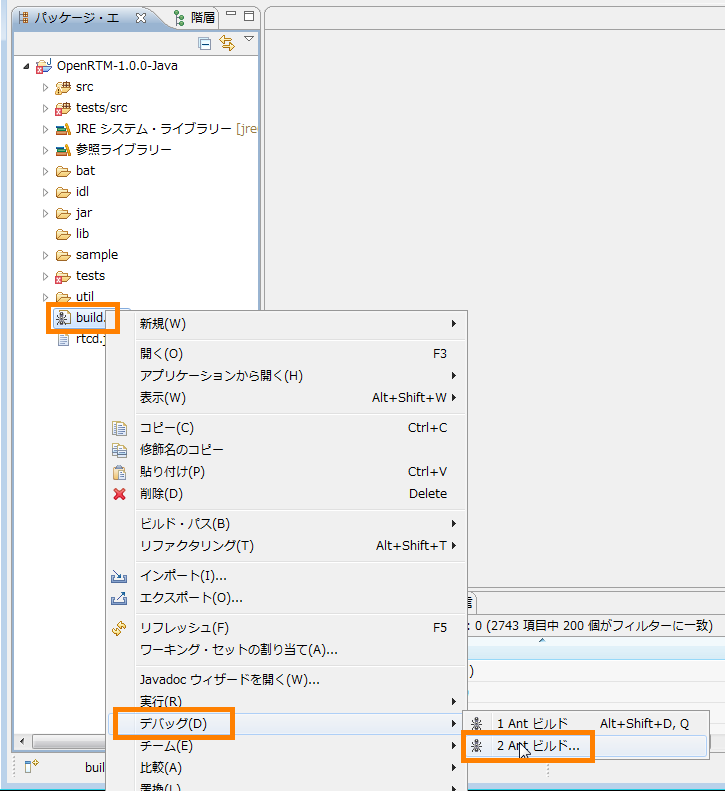 パッケージ・エ
階層
OpenRTM-1.0.0-Java
src
tests/src
JRE システム・ライブラリー [jre
参照ライブラリー
bat
idl
jar
lib
sample
tests
util
build.
rtcd.
新規(W)
開く(O) F3
アプリケーションから開く(H)
表示(W) Alt+Shift+W
コピー(C) Ctrl+C
修飾名のコピー
貼り付け(P) Ctrl+V
削除(D) Delete
ビルド・パス(B)
リファクタリング(T) Alt+Shift+T
インポート(I)...
エクスポート(O)...
リフレッシュ(F) F5
: 0 (2743 項目中 200 個がフィルターに一致)
ワーキング・セットの割り当て(A)...
Javadoc ウィザードを開く(W)...
実行(R)
デバッグ(D)
1 Ant ビルド Alt+Shift+D, Q
チーム(E)
2 Ant ビルド...
比較(A)
buil
置換(L)